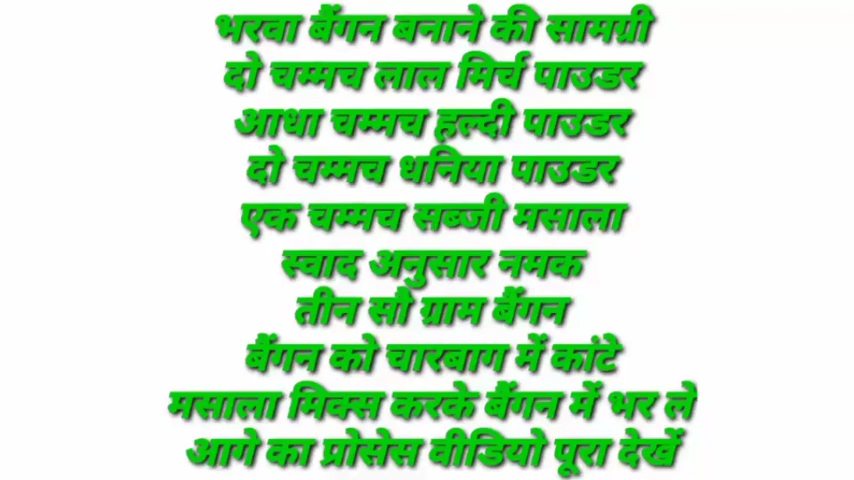 भरवा बैंगन बनाने की सामग्री
दो चम्मच लाल मिर्च पाउडर
आधा चम्मच हल्दी पाउडर
दो चम्मच धनिया पाउडर
एक चम्मच सब्जी मसाला
स्वाद अनुसार नमक
तीन सौ ग्राम बैंगन
बैंगन को चारबाग में कांटे
मसाला मिक्स करके बैंगन में भर ले
आगे का प्रोसेस वीडियो पूरा देखें